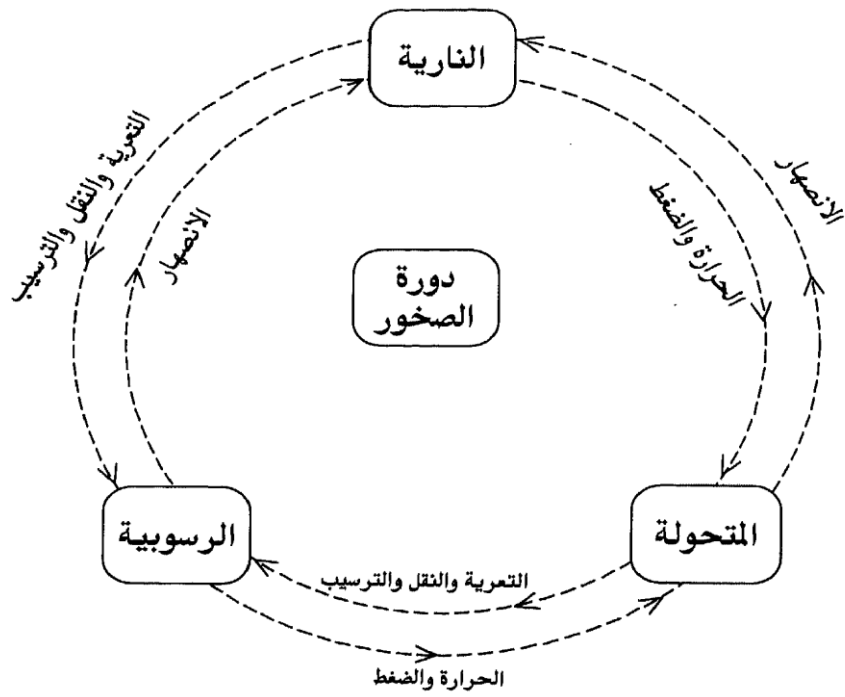 النارية
التعرية والنقل والترسيب
الانصهار
الحرارة والضغط
الانصهار
دورة
الصخور
الرسوبية
المتحولة
التعرية والنقل والترسيب
الحرارة والضغط